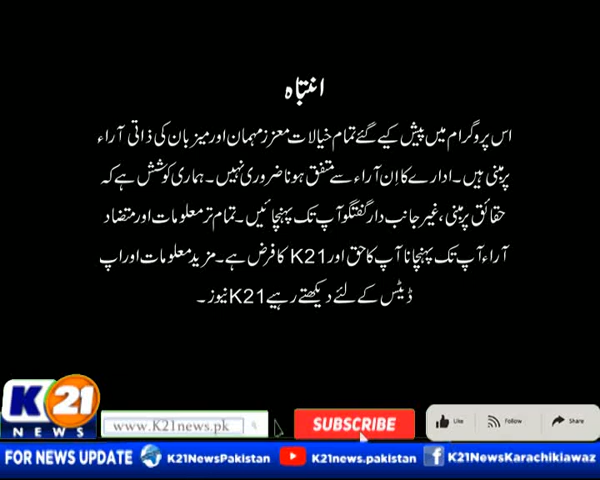 انتباہ
اس پروگرام میں پیش کیے گئے تمام خیالات معزز مہمان اور میزبان کی ذاتی آراء
پر مبنی ہیں۔ ادارے کا اِن آراء سے متفق ہونا ضروری نہیں۔ ہماری کوشش ہے کہ
حقائق پر مبنی، غیر جانب دار گفتگو آپ تک پہنچائیں۔ تمام تر معلومات اور متضاد
آراء آپ تک پہنچانا آپ کا حق اور K21 کا فرض ہے۔ مزید معلومات اور اپ
ڈیٹس کے لئے دیکھتے رہیے K21 نیوز۔
K21
NEWS
www.K21news.pk
SUBSCRIBE
Like
Follow
Share
FOR NEWS UPDATE
K21NewsPakistan
K21news.pakistan
K21NewsKarachikiawaz